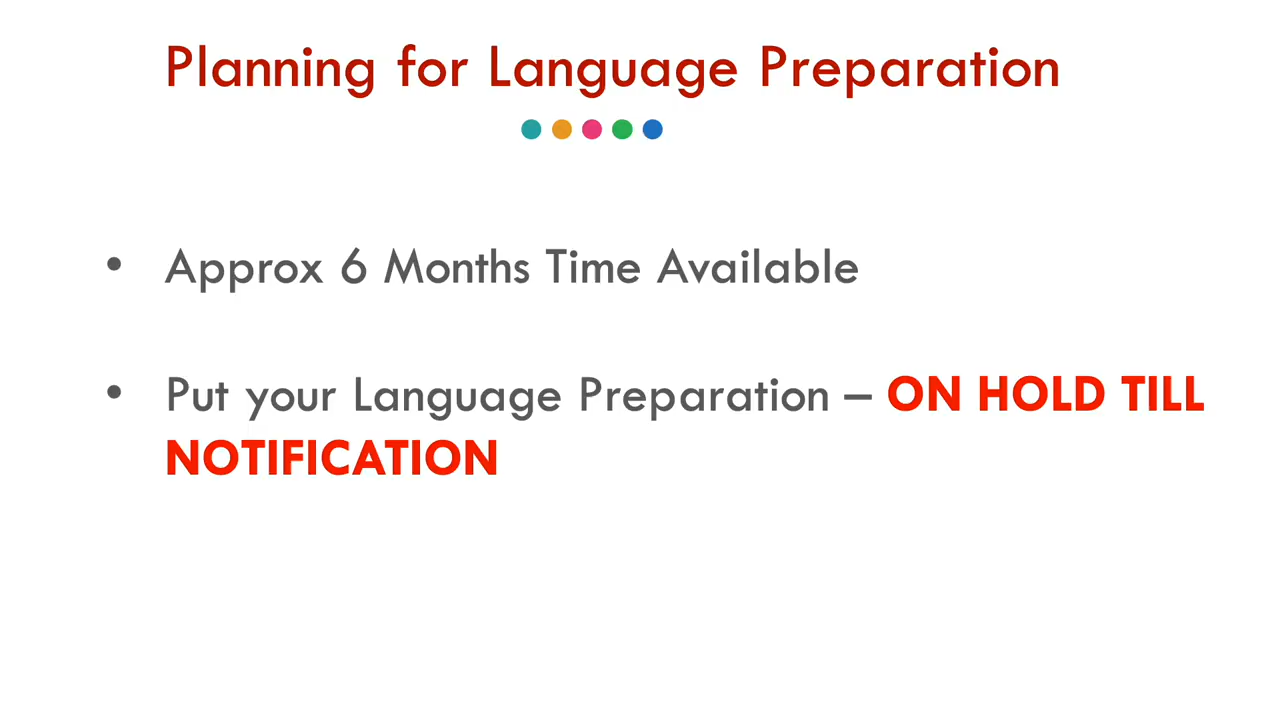 Planning for Language Preparation
• Approx 6 Months Time Available
• Put your Language Preparation – ON HOLD TILL
NOTIFICATION